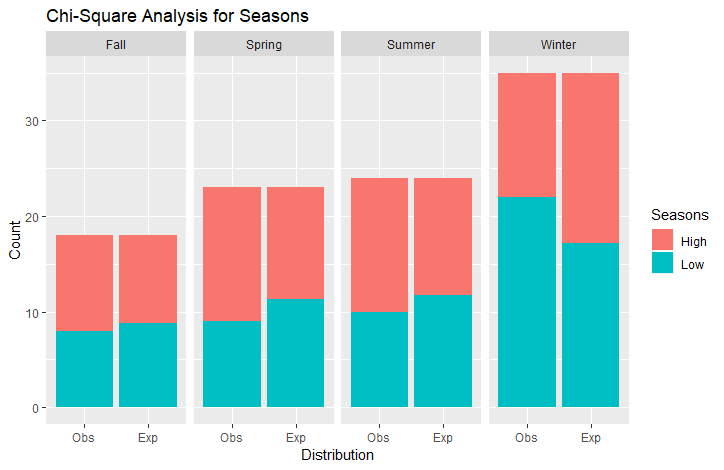 Chi-Square Analysis for Seasons
Fall Spring Summer Winter
30
20
10
0
Count
Obs Exp Obs Exp Obs Exp Obs Exp
Distribution
Seasons
High
Low